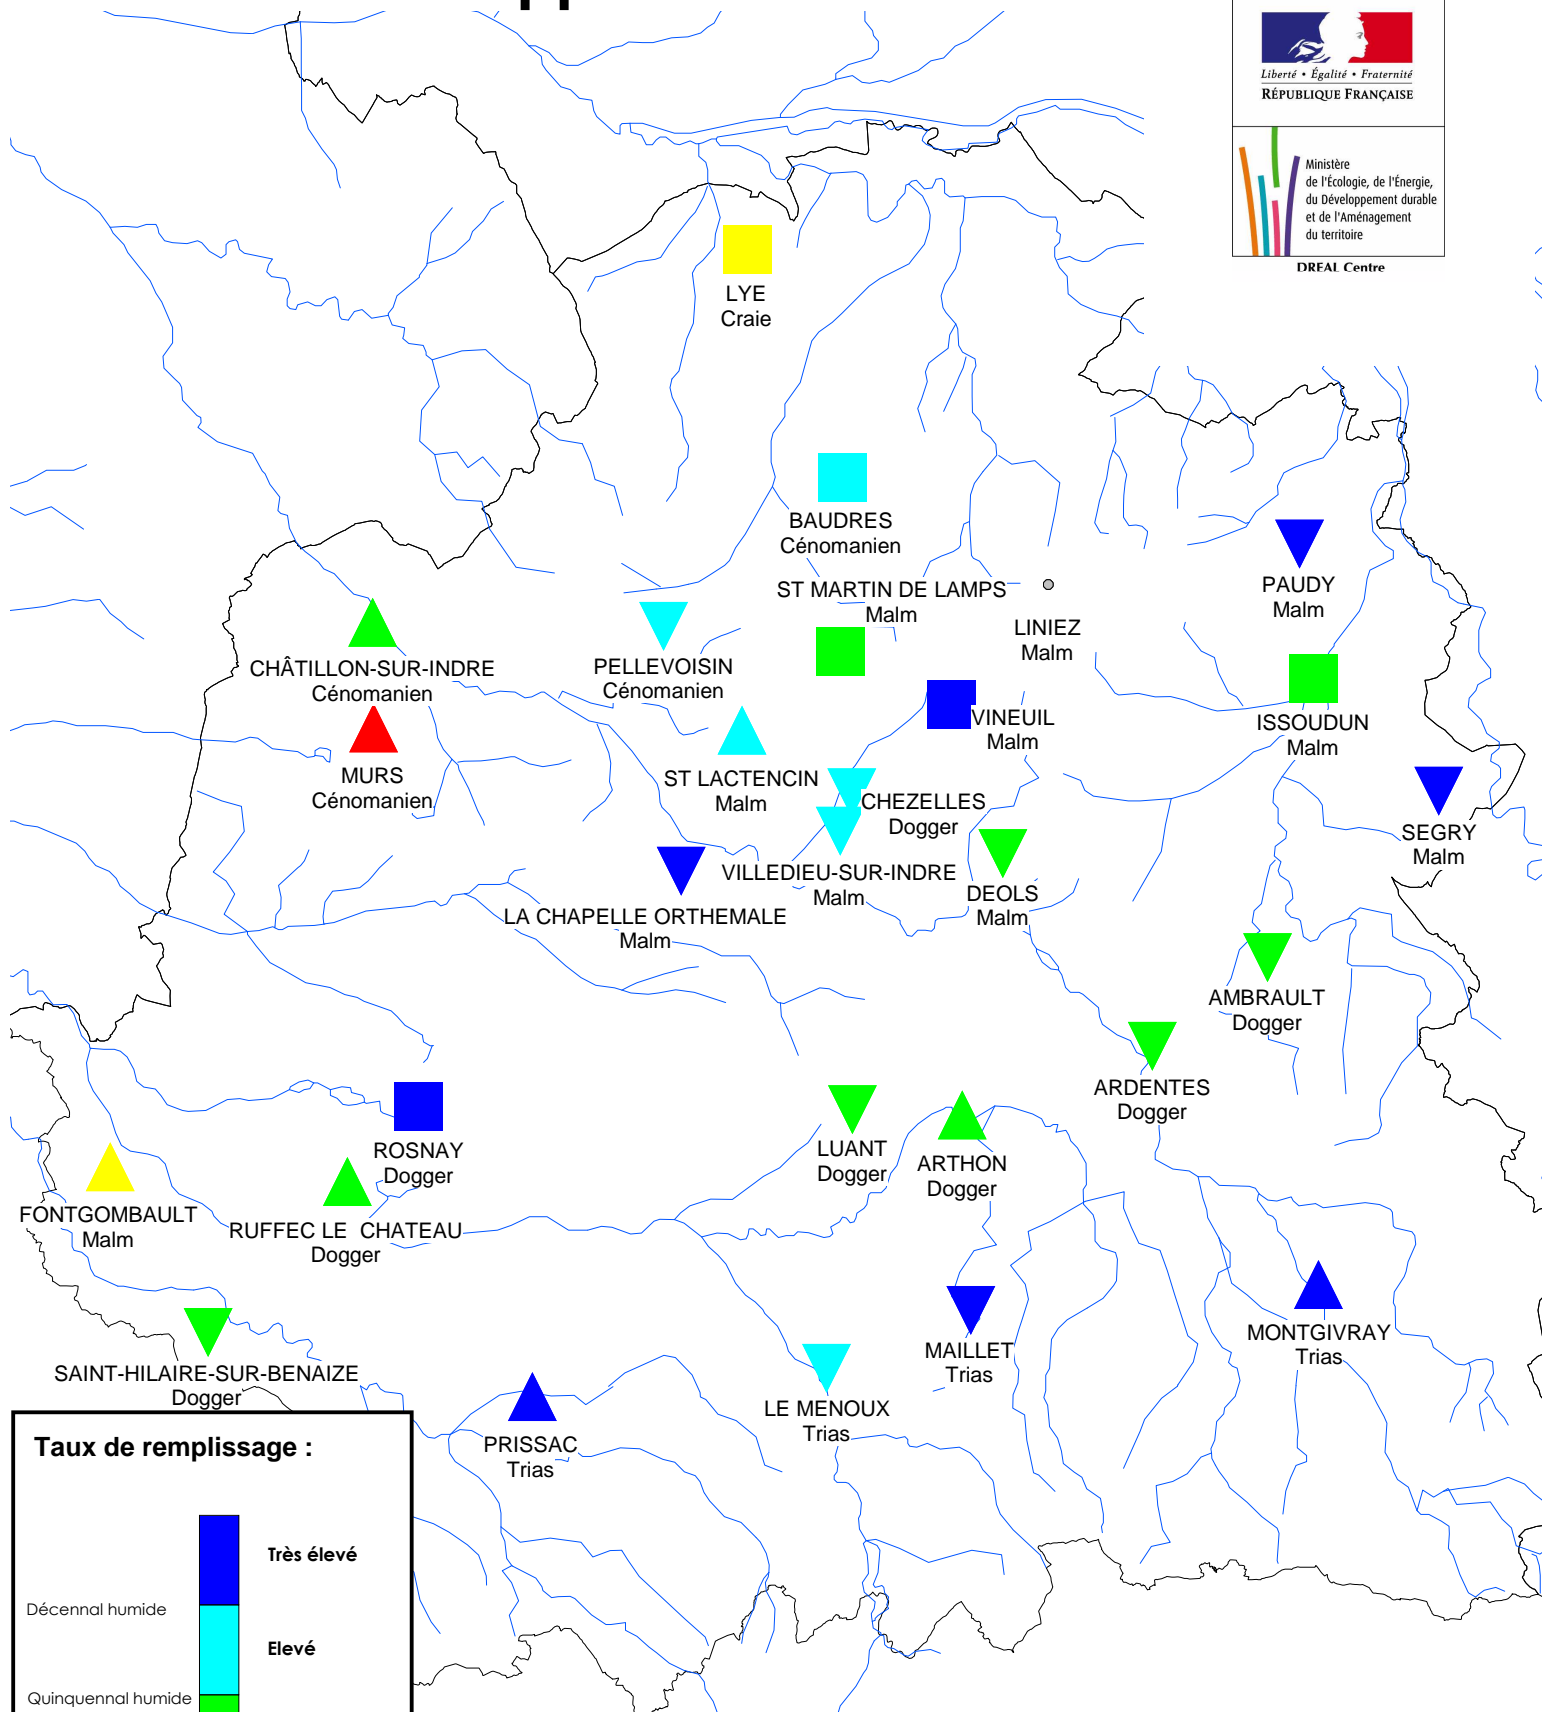 Liberté • Égalité • Fraternité
RÉPUBLIQUE FRANÇAISE
Ministère
de l'Écologie, de l'Énergie,
du Développement durable
et de l'Aménagement
du territoire
DREAL Centre
LYE
Craie
BAUDRES
Cénomanien
ST MARTIN DE LAMPS
Malm
LINIEZ
Malm
PAUDY
Malm
CHÂTILLON-SUR-INDRE
Cénomanien
PELLEVOISIN
Cénomanien
VINEUIL
Malm
ISSOUDUN
Malm
MURS
Cénomanien
ST LACTENCIN
Malm
CHEZELLES
Dogger
SEGRY
Malm
VILLEDIEU-SUR-INDRE
Malm
DEOLS
Malm
LA CHAPELLE ORTHEMALE
Malm
AMBRAULT
Dogger
ARDENTES
Dogger
ROSNAY
Dogger
LUANT
Dogger
ARTHON
Dogger
FONTGOMBAULT
Malm
RUFFEC LE  CHATEAU
Dogger
MAILLET
Trias
MONTGIVRAY
Trias
SAINT-HILAIRE-SUR-BENAIZE
Dogger
LE MENOUX
Trias
PRISSAC
Trias
Taux de remplissage :
Très élevé
Décennal humide
Elevé
Quinquennal humide